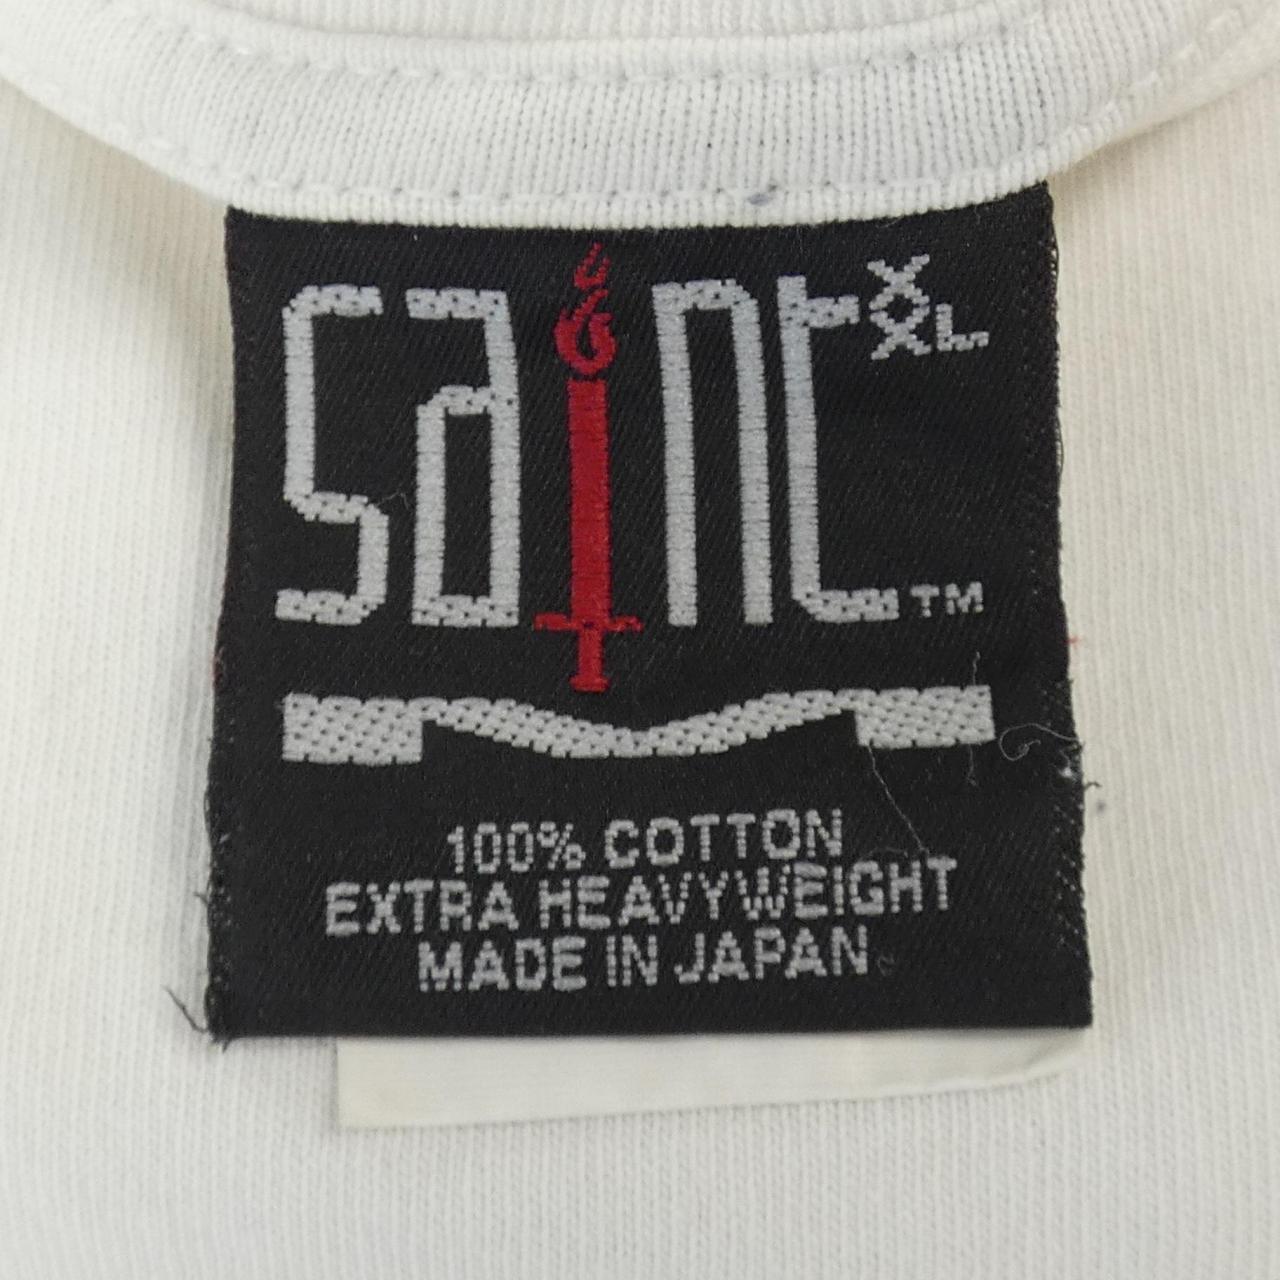 saint XXL
TM
100% COTTON
EXTRA HEAVYWEIGHT
MADE IN JAPAN